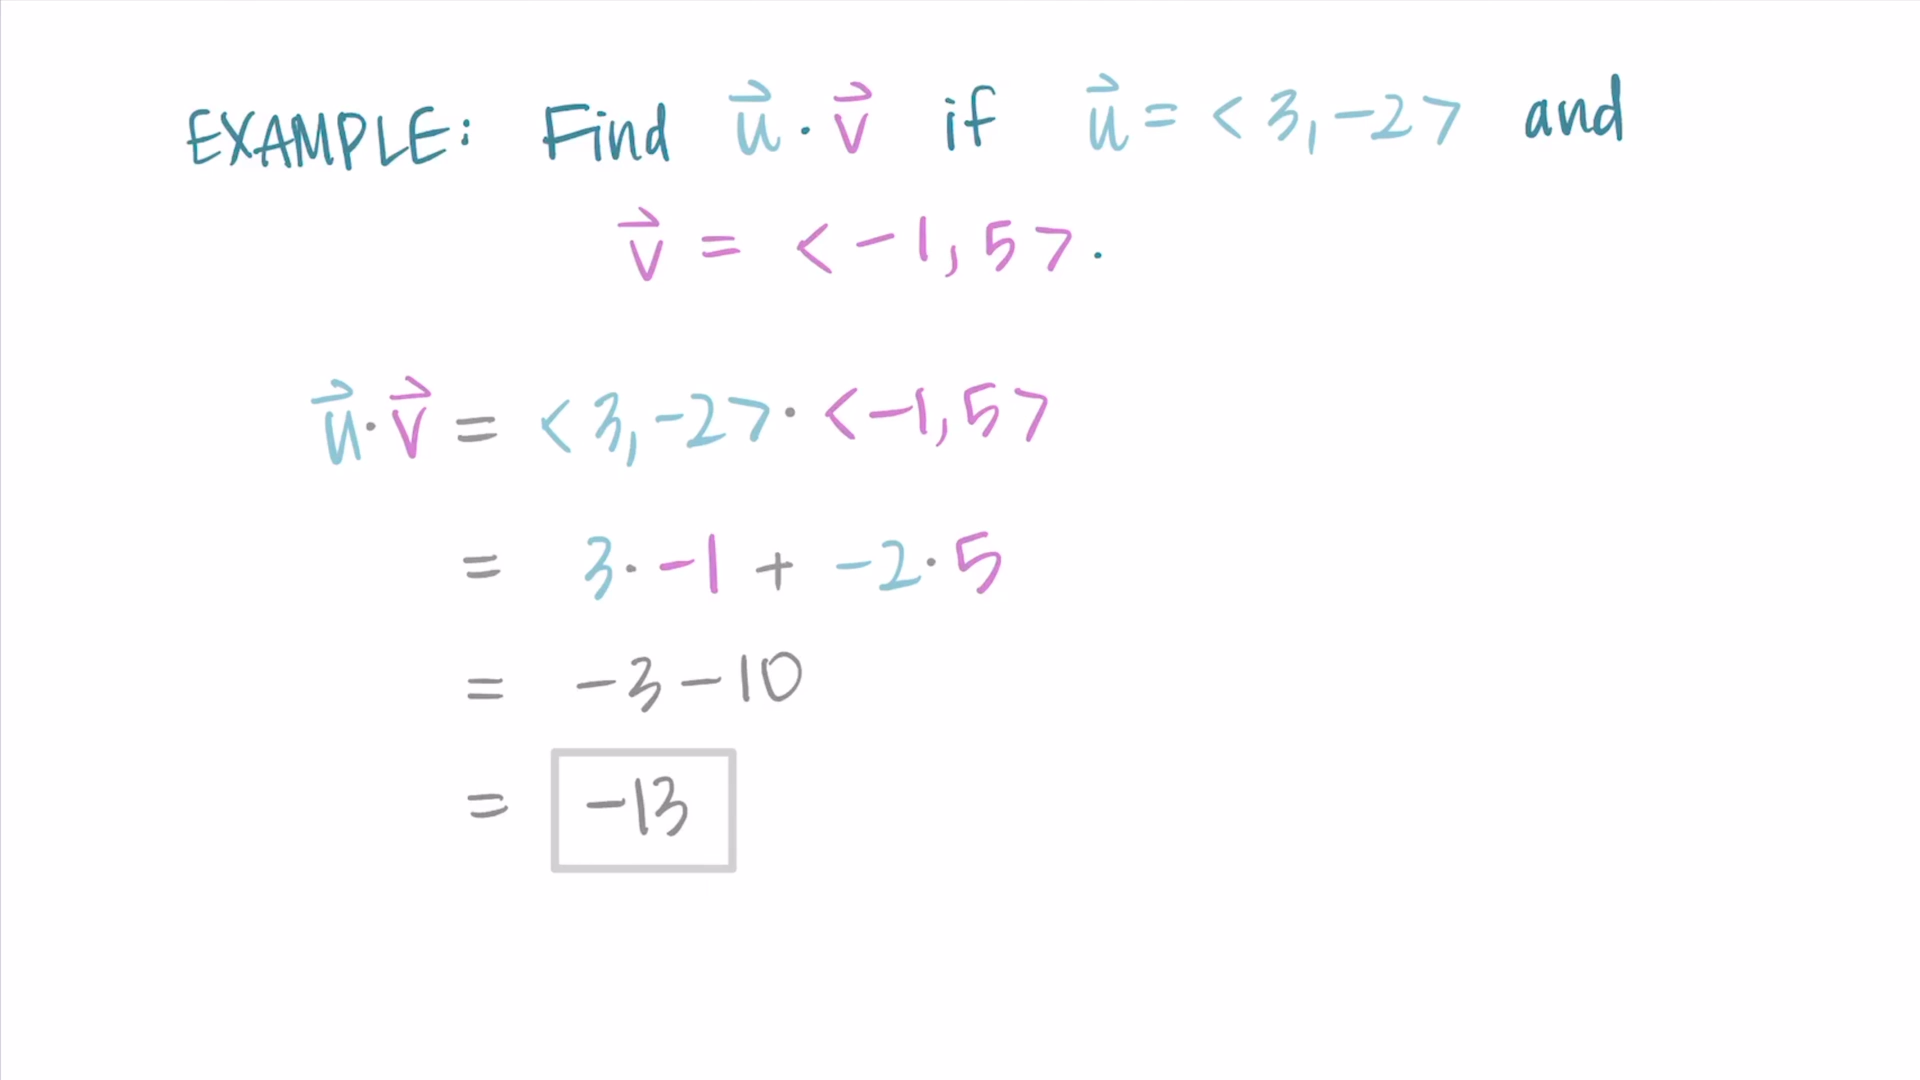 EXAMPLE: Find u⃗ · v⃗ if u⃗ = <3, -2> and
v⃗ = <-1, 5>.
u⃗ · v⃗ = <3, -2> · <-1, 5>
= 3 · -1 + -2 · 5
= -3 - 10
= -13